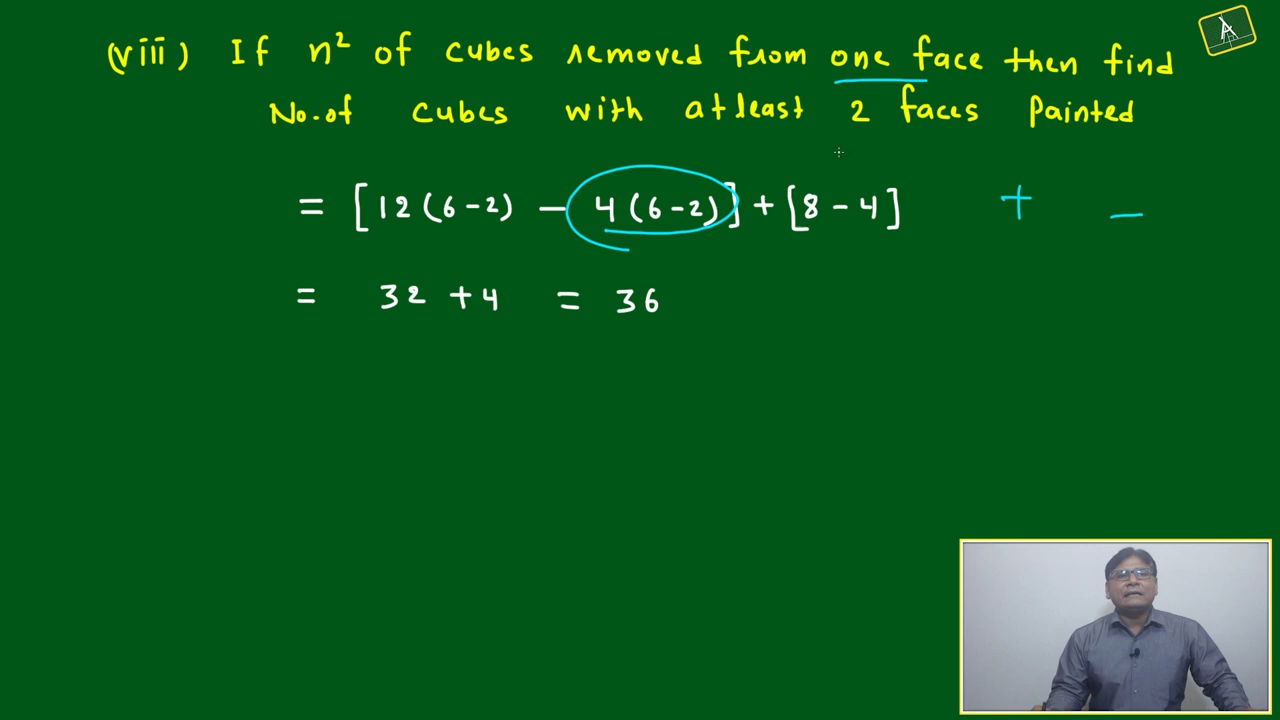 (viii) If n² of cubes removed from one face then find
No.of cubes with atleast 2 faces Painted
= [12(6-2) - 4(6-2)] + [8-4] + -
= 32 + 4 = 36